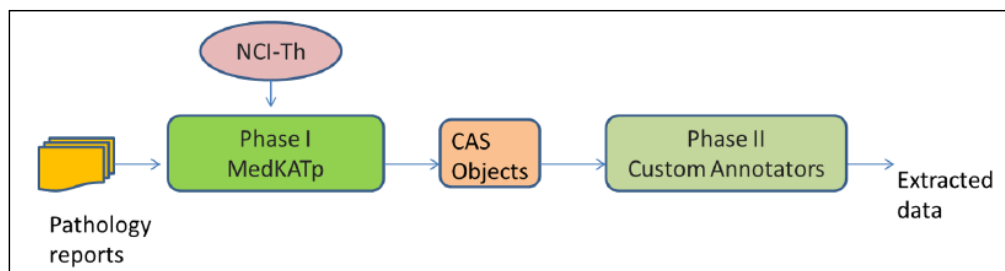 NCI-Th
Phase I
MedKATp
CAS
Objects
Phase II
Custom Annotators
Extracted
data
Pathology
reports